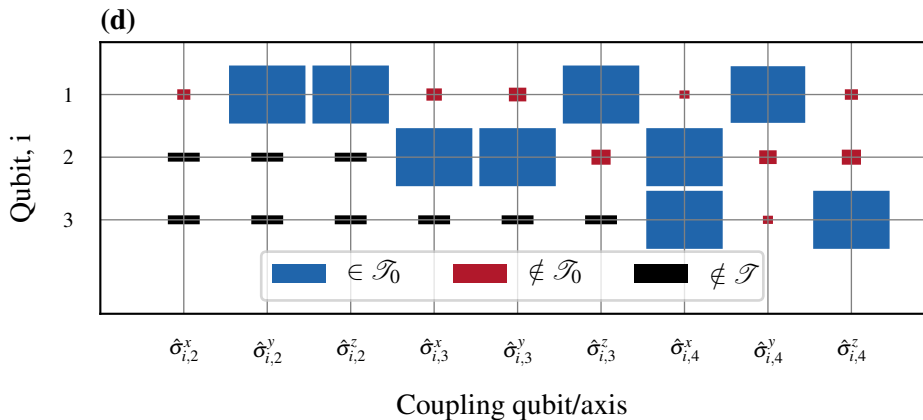 (d)
Qubit, i
1
2
3
∈ 𝒯₀ ∉ 𝒯₀ ∉ 𝒯
σ̂ˣᵢ,₂ σ̂ʸᵢ,₂ σ̂ᶻᵢ,₂ σ̂ˣᵢ,₃ σ̂ʸᵢ,₃ σ̂ᶻᵢ,₃ σ̂ˣᵢ,₄ σ̂ʸᵢ,₄ σ̂ᶻᵢ,₄
Coupling qubit/axis